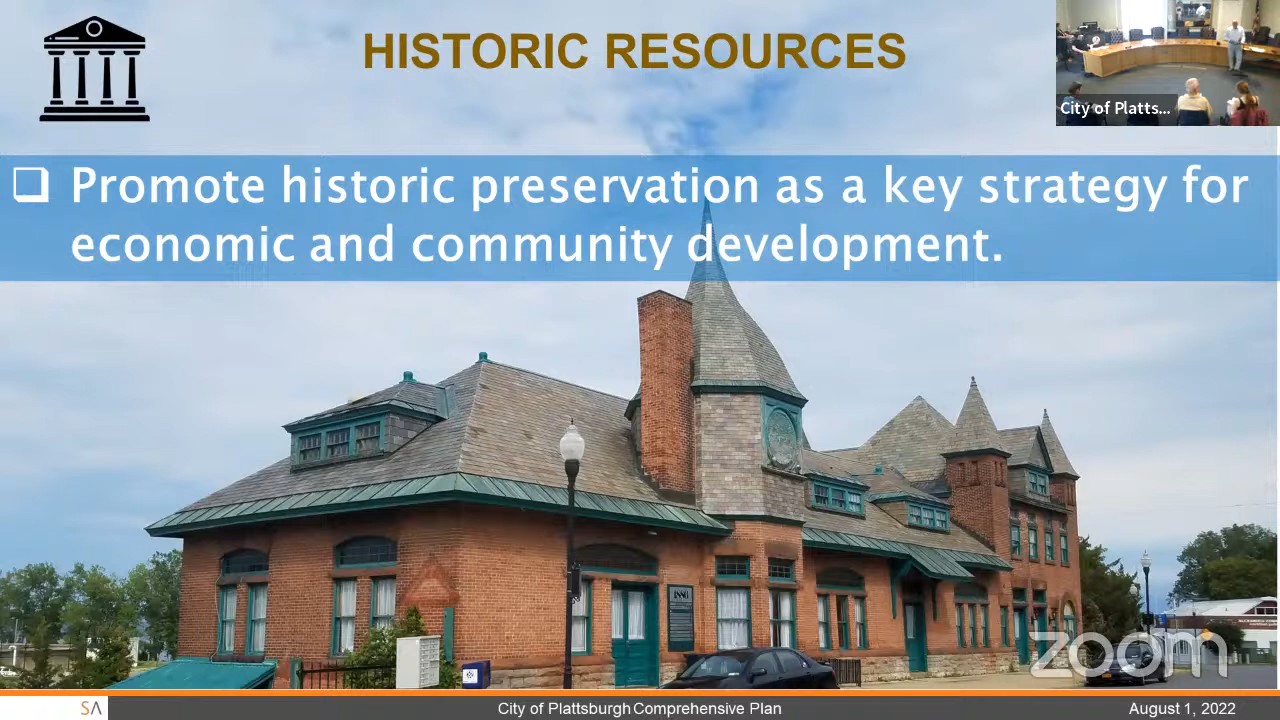 HISTORIC RESOURCES
City of Platts...
❑ Promote historic preservation as a key strategy for
economic and community development.
1886
zoom
SA
City of Plattsburgh Comprehensive Plan
August 1, 2022